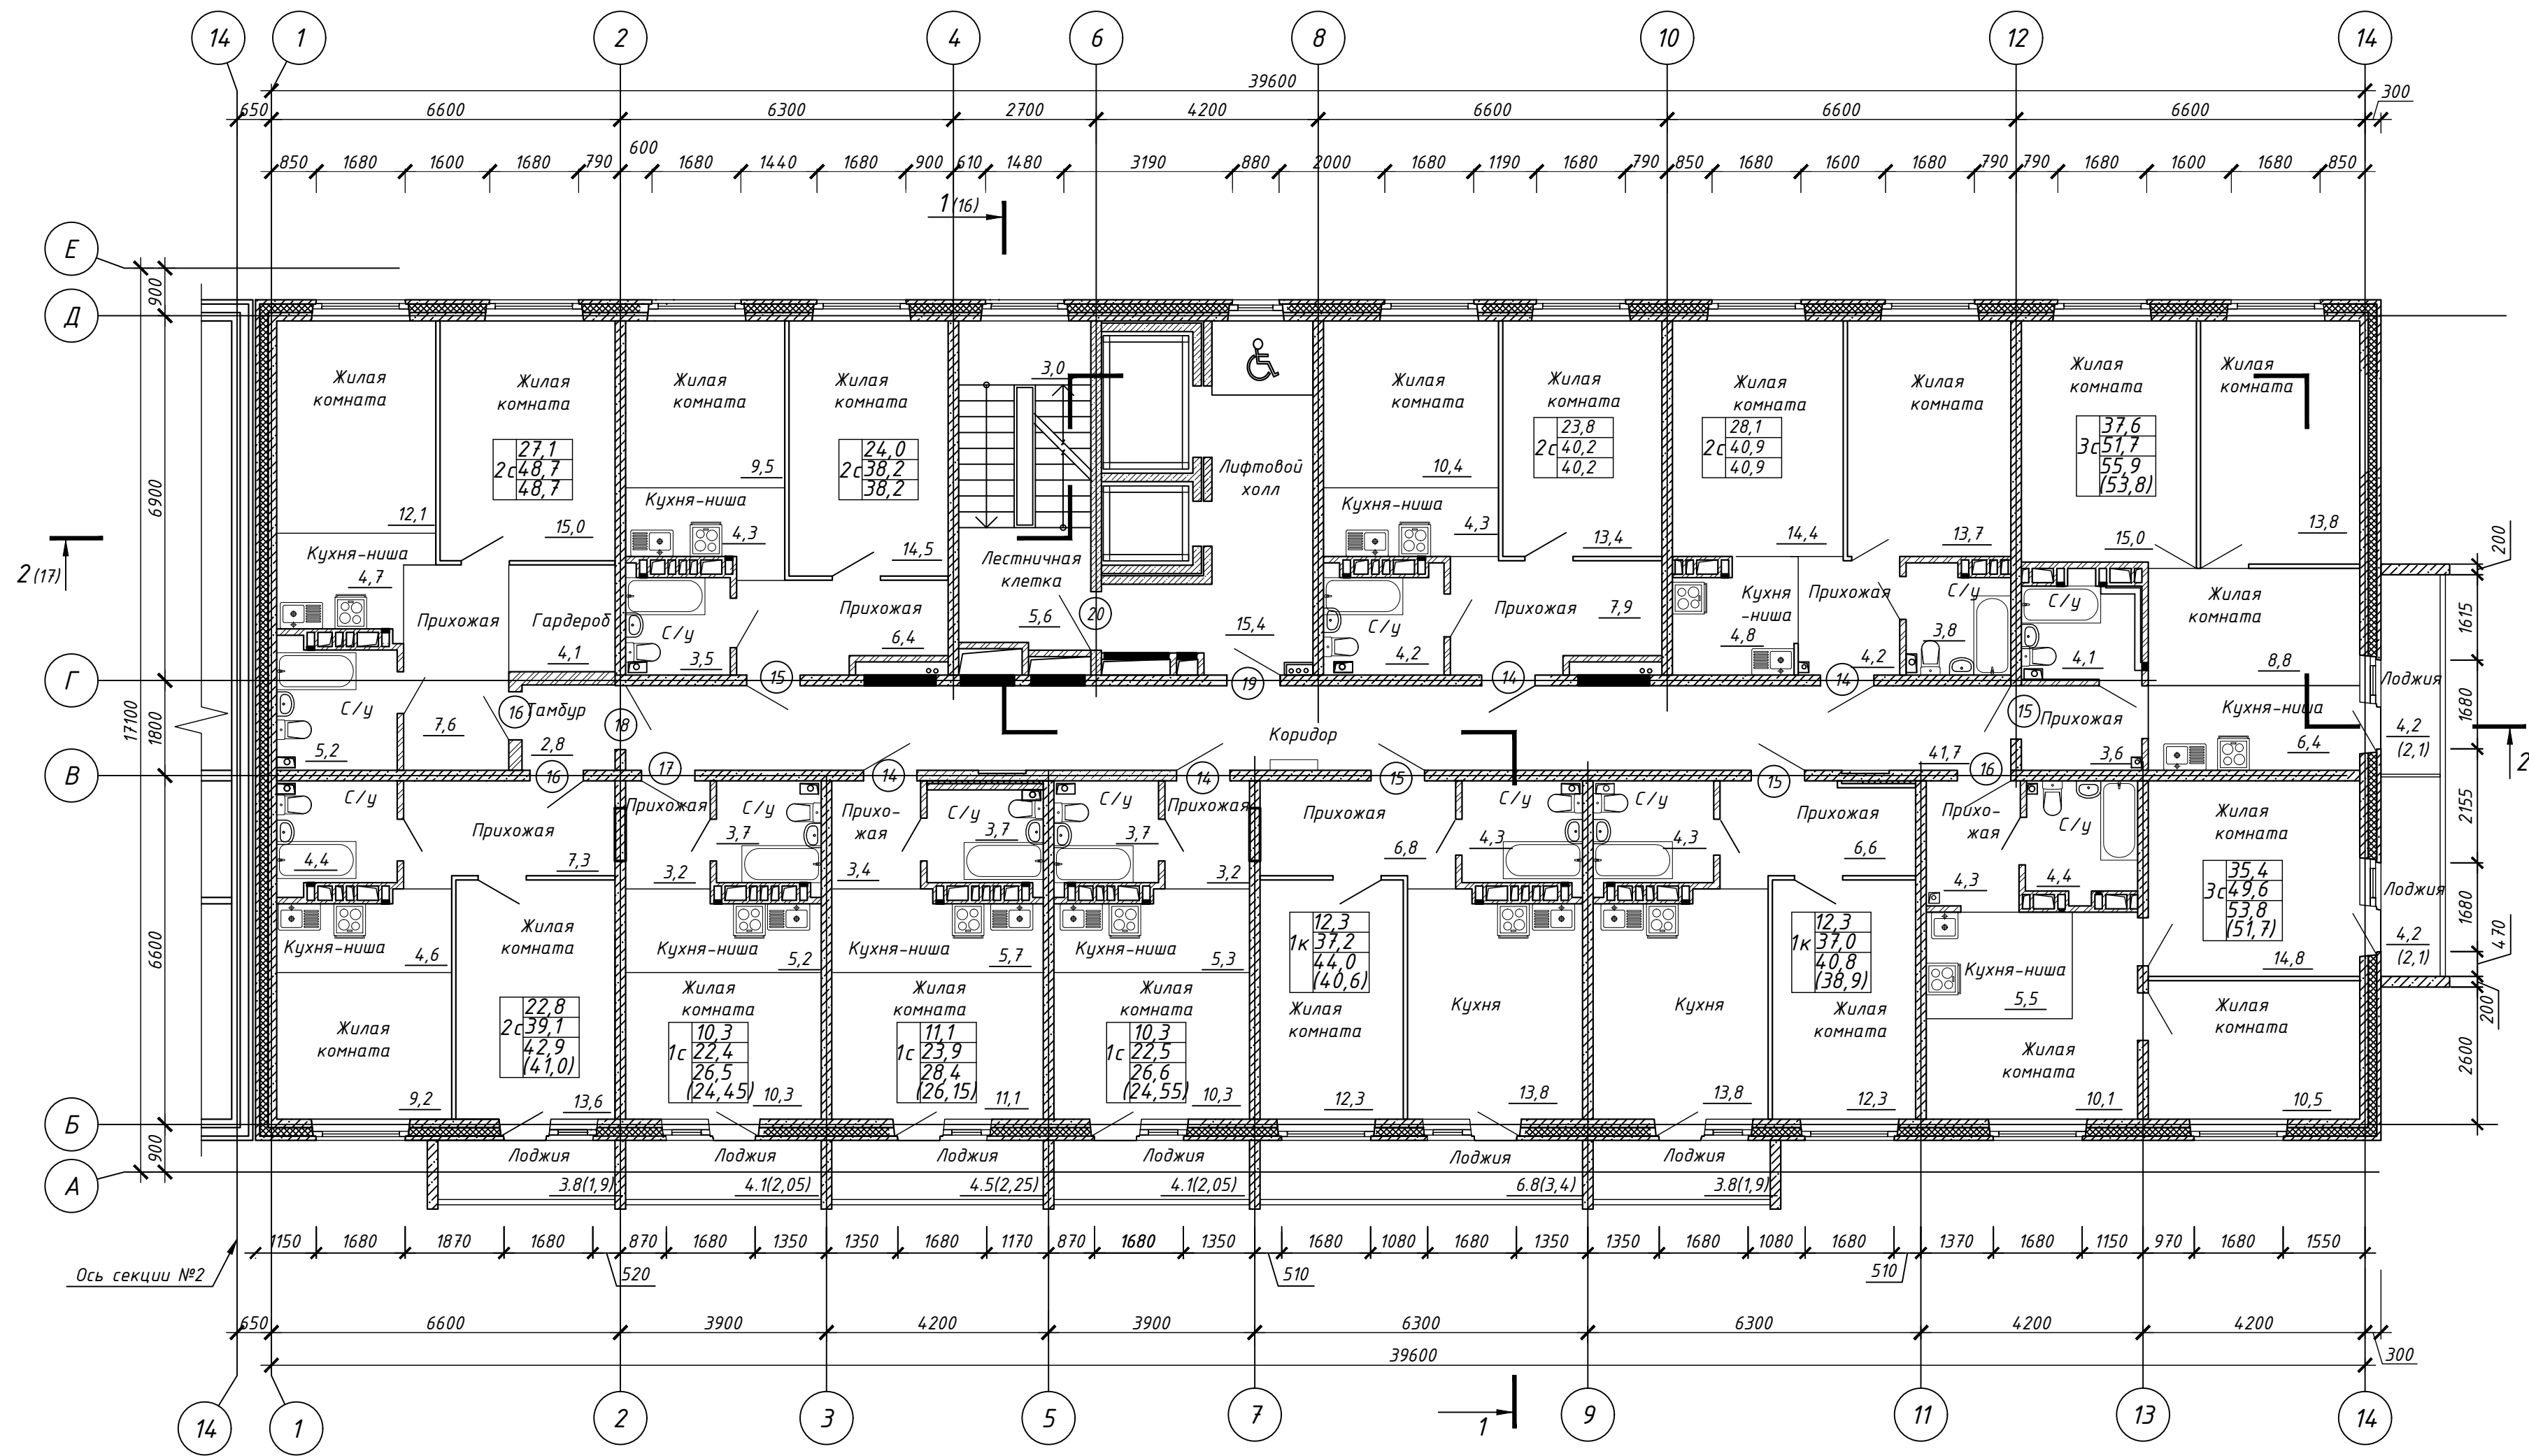 14 1 2 4 6 8 10 12 14
39600
650 6600 6300 2700 4200 6600 6600 6600 300
850 1680 1600 1680 790 600 1680 1440 1680 900 610 1480 3190 880 2000 1680 1190 1680 790 850 1680 1600 1680 790 790 1680 1600 1680 850
1 (16)
Е
Д
Г
В
Б
А
900
6900
17100
1800
6600
900
2 (17)
Жилая
комната
12,1
Кухня-ниша
4,7
Жилая
комната
2с
27,1
48,7
48,7
15,0
Прихожая
7,6
Гардероб
4,1
С/у
5,2
16
Тамбур
2,8
18
16
17
Жилая
комната
9,5
Кухня-ниша
4,3
С/у
3,5
Жилая
комната
2с
24,0
38,2
38,2
14,5
Прихожая
6,4
15
3,0
Лестничная
клетка
5,6
20
Лифтовой
холл
15,4
19
Жилая
комната
10,4
Кухня-ниша
4,3
С/у
4,2
Жилая
комната
2с
23,8
40,2
40,2
13,4
Прихожая
7,9
14
Жилая
комната
2с
28,1
40,9
40,9
14,4
Кухня
-ниша
4,8
Жилая
комната
13,7
Прихожая
4,2
С/у
3,8
14
Жилая
комната
3с
37,6
51,7
55,9
(53,8)
15,0
Жилая
комната
13,8
С/у
4,1
Жилая
комната
8,8
15
Прихожая
3,6
Кухня-ниша
6,4
Лоджия
4,2
(2,1)
Коридор
41,7
14
14
15
15
16
С/у
4,4
Прихожая
7,3
Кухня-ниша
4,6
Жилая
комната
9,2
Жилая
комната
2с
22,8
39,1
42,9
(41,0)
13,6
Прихожая
3,2
С/у
3,7
Кухня-ниша
5,2
Жилая
комната
1с
10,3
22,4
26,5
(24,45)
10,3
Прихо-
жая
3,4
С/у
3,7
Кухня-ниша
5,7
Жилая
комната
1с
11,1
23,9
28,4
(26,15)
11,1
С/у
3,7
Прихожая
3,2
Кухня-ниша
5,3
Жилая
комната
1с
10,3
22,5
26,6
(24,55)
10,3
Прихожая
6,8
С/у
4,3
1к
12,3
37,2
44,0
(40,6)
Жилая
комната
12,3
Кухня
13,8
С/у
4,3
Прихожая
6,6
Кухня
13,8
1к
12,3
37,0
40,8
(38,9)
Жилая
комната
12,3
Прихо-
жая
4,3
С/у
4,4
Кухня-ниша
5,5
Жилая
комната
10,1
Жилая
комната
3с
35,4
49,6
53,8
(51,7)
14,8
Жилая
комната
10,5
Лоджия
4,2
(2,1)
200
1615
1680
2155
1680
470
200
2600
2
Лоджия
3.8(1,9)
Лоджия
4.1(2,05)
Лоджия
4.5(2,25)
Лоджия
4.1(2,05)
Лоджия
6.8(3,4)
Лоджия
3.8(1,9)
1150 1680 1870 1680 520 870 1680 1350 1350 1680 1170 870 1680 1350 510 1680 1080 1680 1350 1350 1680 1080 1680 510 1370 1680 1150 970 1680 1550
Ось секции №2
650 6600 3900 4200 3900 6300 6300 4200 4200 300
39600
1
14 1 2 3 5 7 9 11 13 14